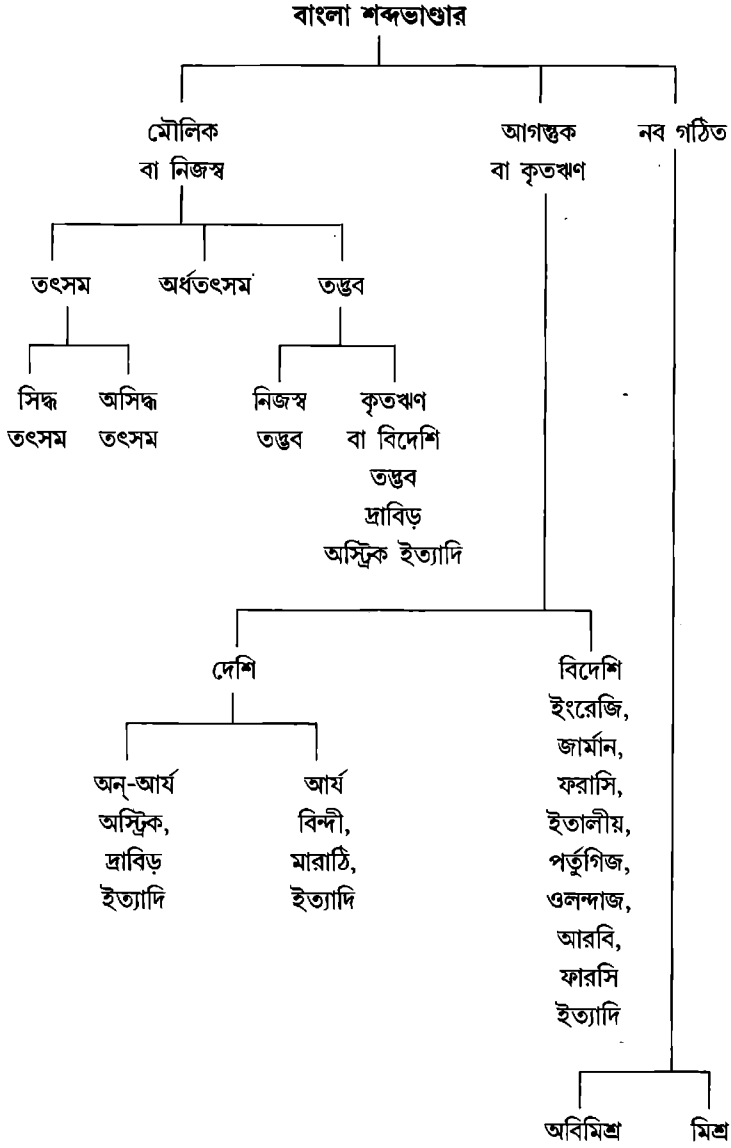 বাংলা শব্দভাণ্ডার
মৌলিক
বা নিজস্ব
আগন্তুক
বা কৃতঋণ
নব গঠিত
তৎসম
অর্ধতৎসম
তদ্ভব
সিদ্ধ
তৎসম
অসিদ্ধ
তৎসম
নিজস্ব
তদ্ভব
কৃতঋণ
বা বিদেশি
তদ্ভব
দ্রাবিড়
অস্ট্রিক ইত্যাদি
দেশি
অন্-আর্য
অস্ট্রিক,
দ্রাবিড়
ইত্যাদি
আর্য
বিন্দী,
মারাঠি,
ইত্যাদি
বিদেশি
ইংরেজি,
জার্মান,
ফরাসি,
ইতালীয়,
পর্তুগিজ,
ওলন্দাজ,
আরবি,
ফারসি
ইত্যাদি
অবিমিশ্র
মিশ্র